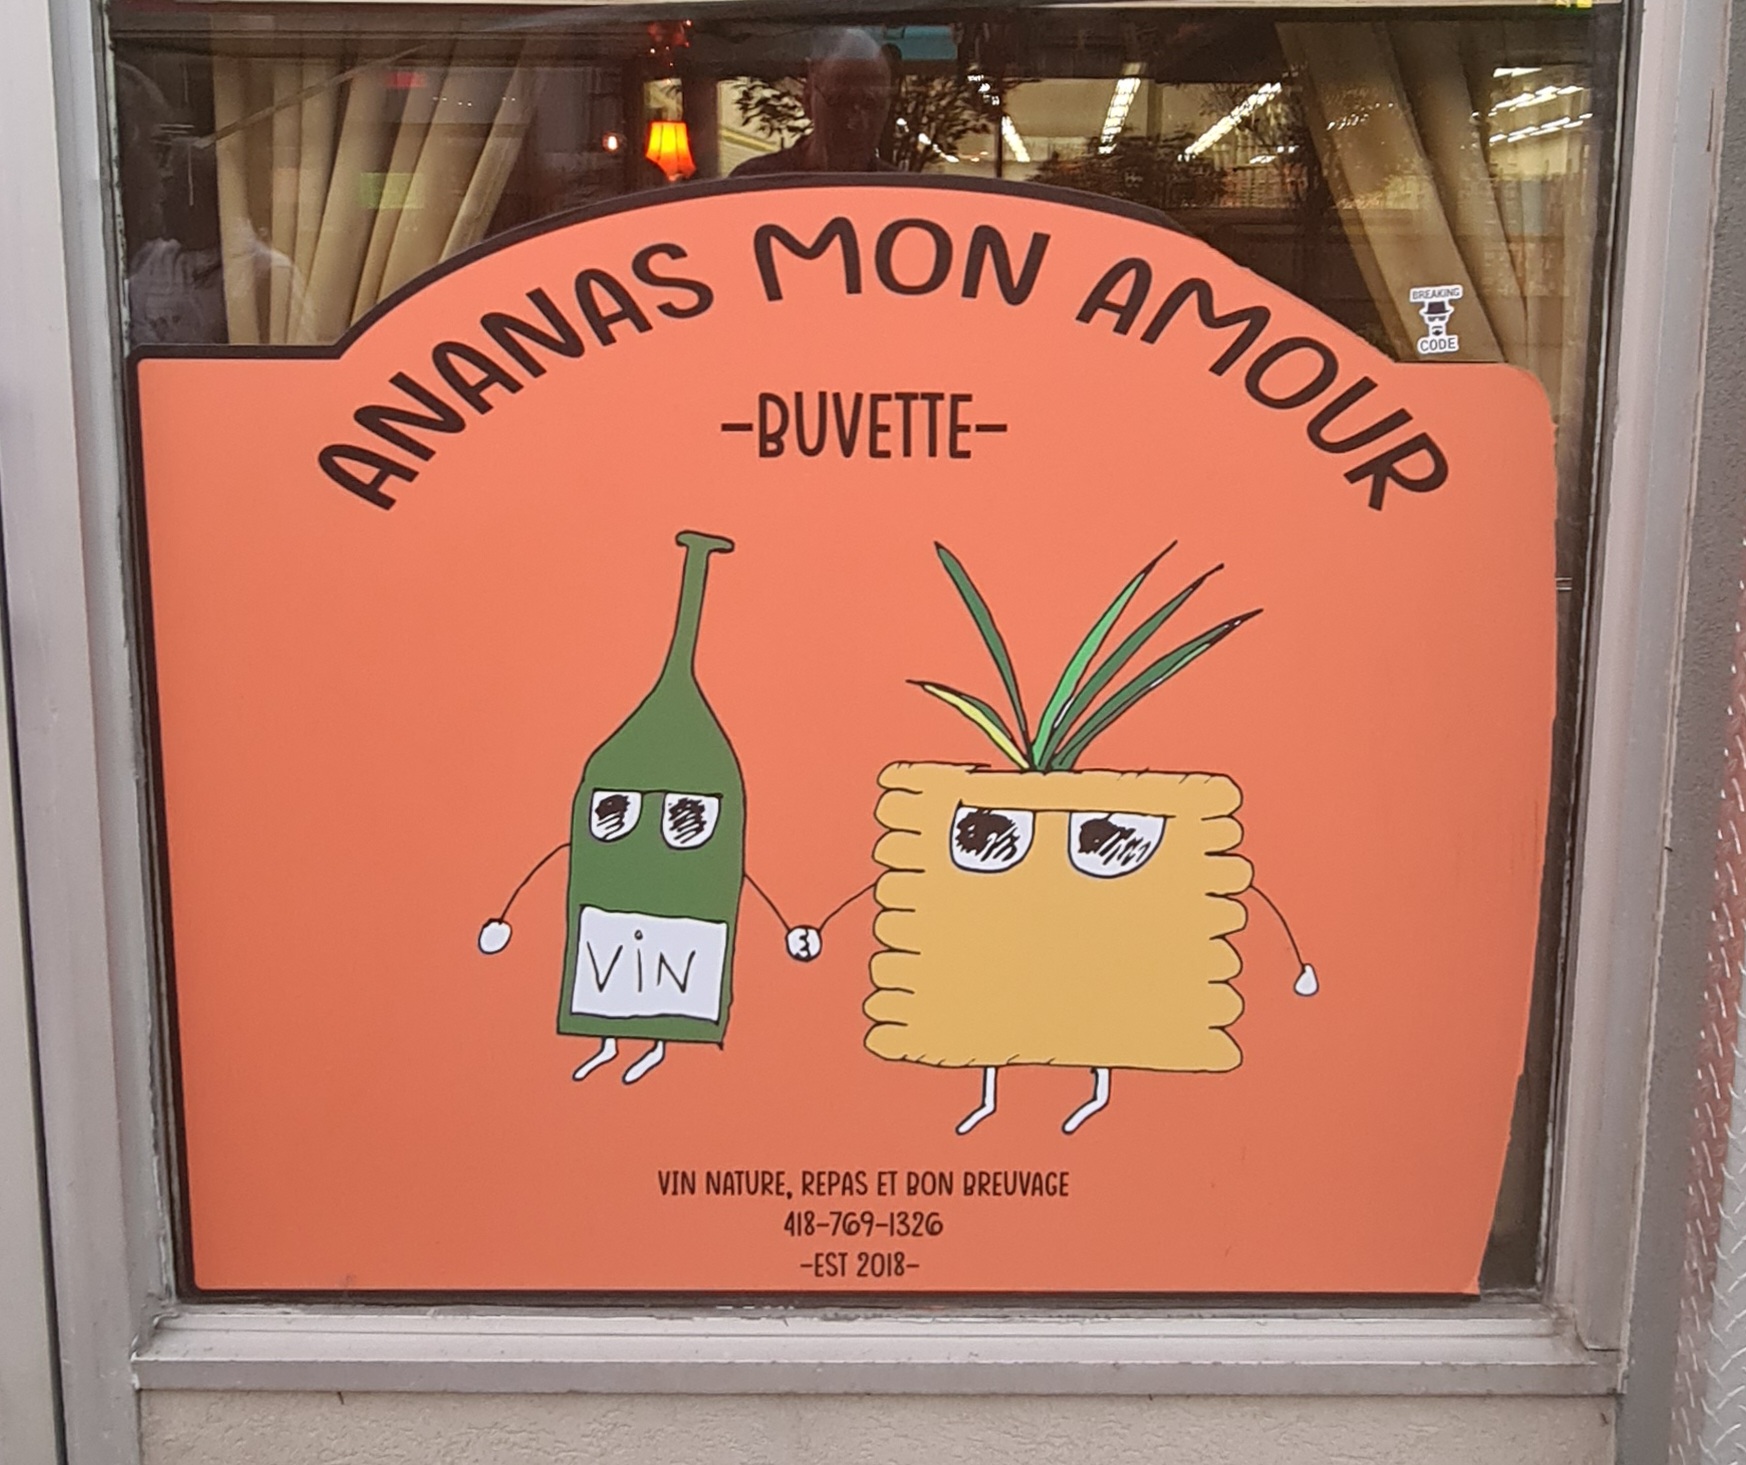 ANANAS MON AMOUR
BREAKING
CODE
-BUVETTE-
ViN
VIN NATURE, REPAS ET BON BREUVAGE
418-769-1326
-EST 2018-